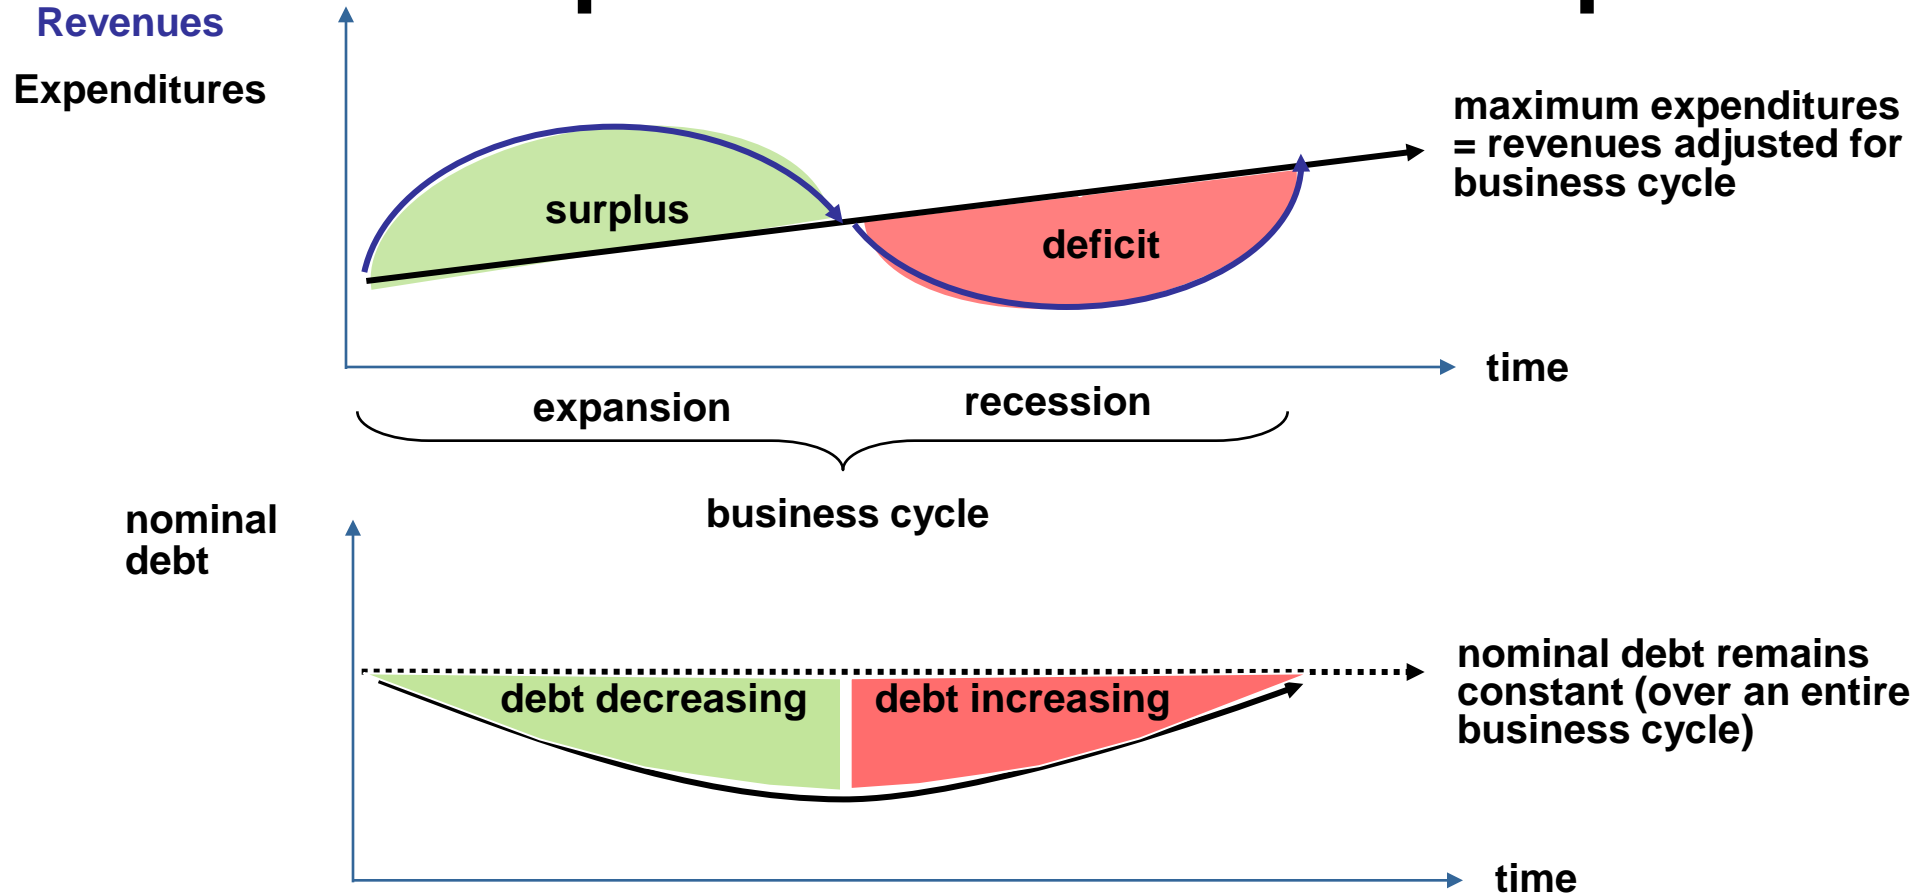 Revenues
Expenditures
maximum expenditures
= revenues adjusted for
business cycle
surplus
deficit
time
expansion
recession
business cycle
nominal
debt
debt decreasing
debt increasing
nominal debt remains
constant (over an entire
business cycle)
time